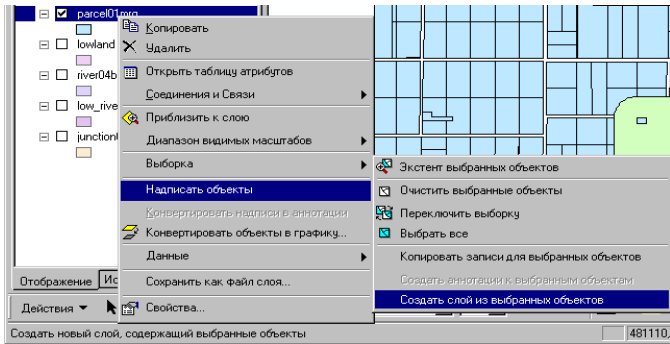 parcel01mrg
lowland
river04b
low_rive
junction
Копировать
Удалить
Открыть таблицу атрибутов
Соединения и Связи
Приблизить к слою
Диапазон видимых масштабов
Выборка
Надписать объекты
Конвертировать надписи в аннотации
Конвертировать объекты в графику...
Данные
Сохранить как файл слоя...
Свойства...
Экстент выбранных объектов
Очистить выбранные объекты
Переключить выборку
Выбрать все
Копировать записи для выбранных объектов
Создать аннотации к выбранным объектам
Создать слой из выбранных объектов
Отображение
Ис
Действия
Создать новый слой, содержащий выбранные объекты
481110,